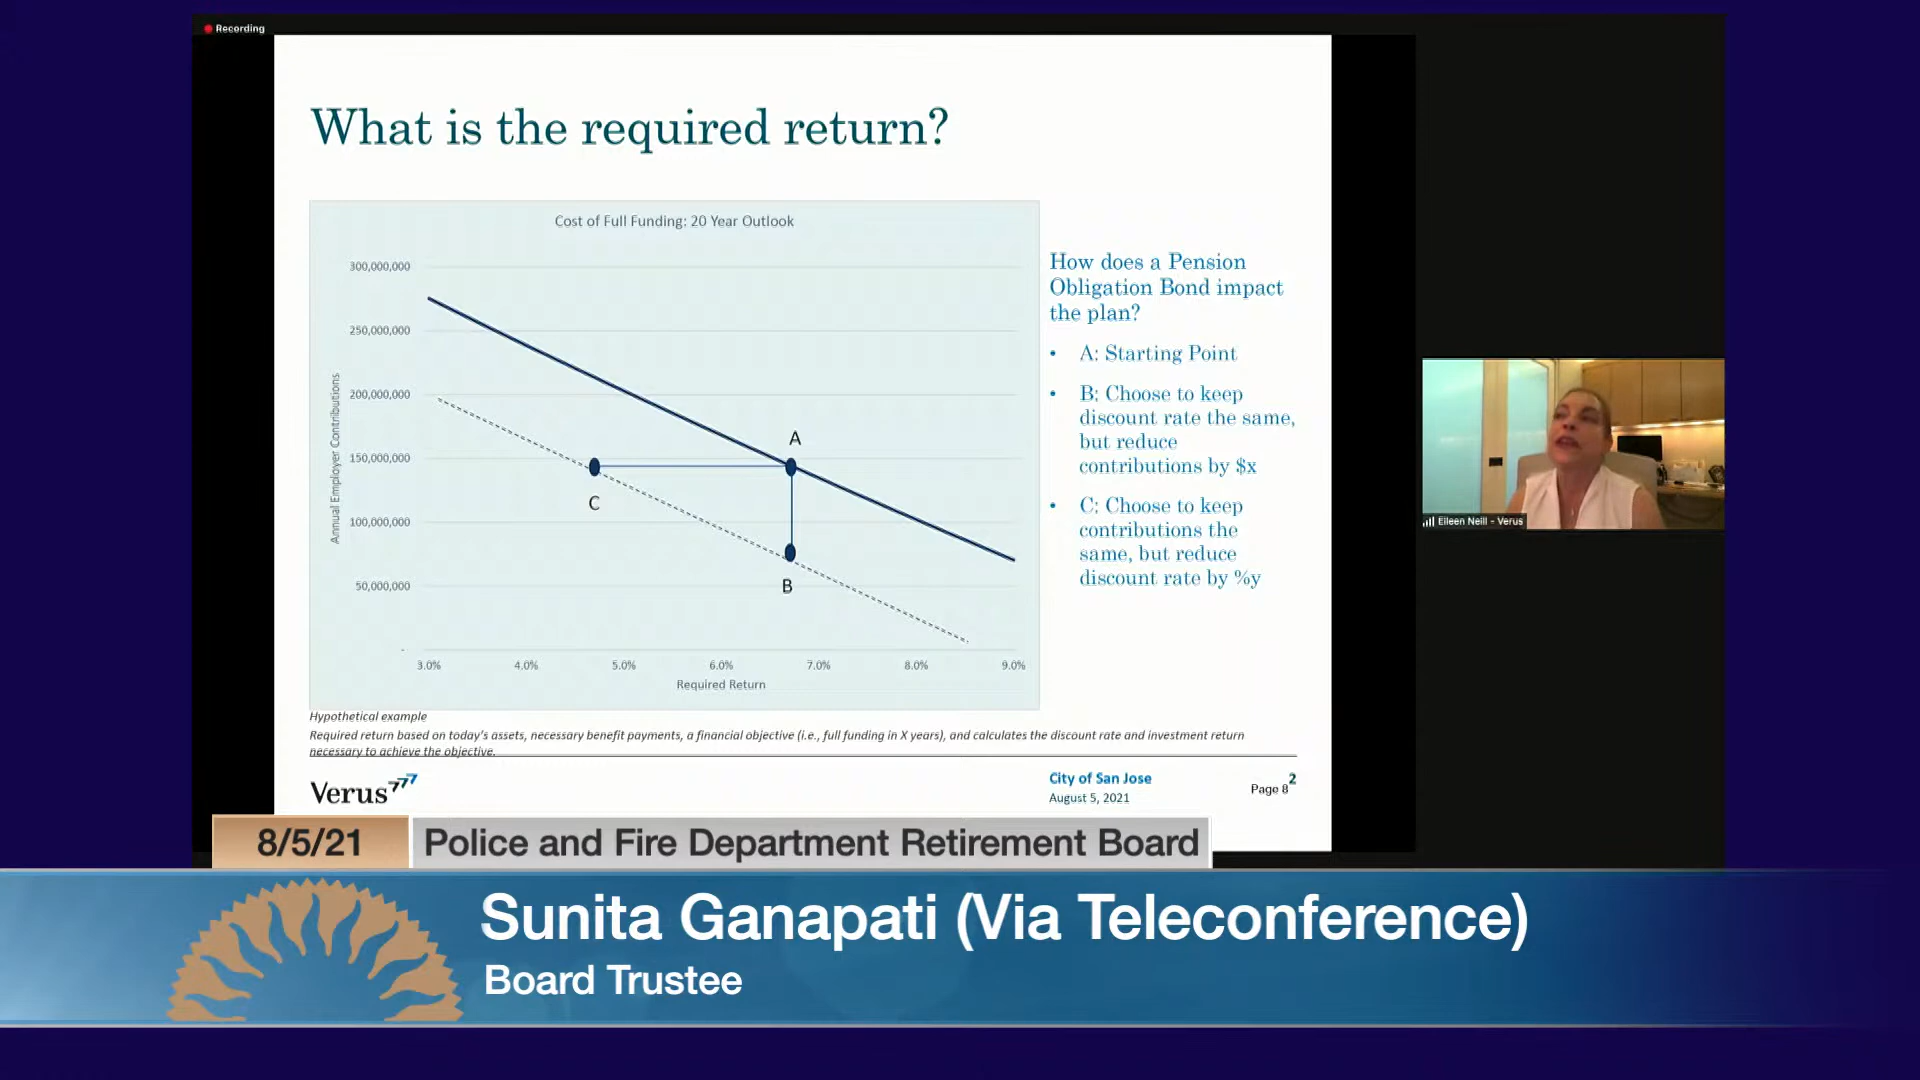 Recording
What is the required return?
Cost of Full Funding: 20 Year Outlook
Annual Employer Contributions
300,000,000
250,000,000
200,000,000
150,000,000
100,000,000
50,000,000
-
A
C
B
3.0% 4.0% 5.0% 6.0% 7.0% 8.0% 9.0%
Required Return
How does a Pension
Obligation Bond impact
the plan?
• A: Starting Point
• B: Choose to keep
discount rate the same,
but reduce
contributions by $x
• C: Choose to keep
contributions the
same, but reduce
discount rate by %y
Hypothetical example
Required return based on today's assets, necessary benefit payments, a financial objective (i.e., full funding in X years), and calculates the discount rate and investment return
necessary to achieve the objective.
Verus777
City of San Jose
August 5, 2021
2
Page 8
Eileen Neill - Verus
8/5/21
Police and Fire Department Retirement Board
Sunita Ganapati (Via Teleconference)
Board Trustee